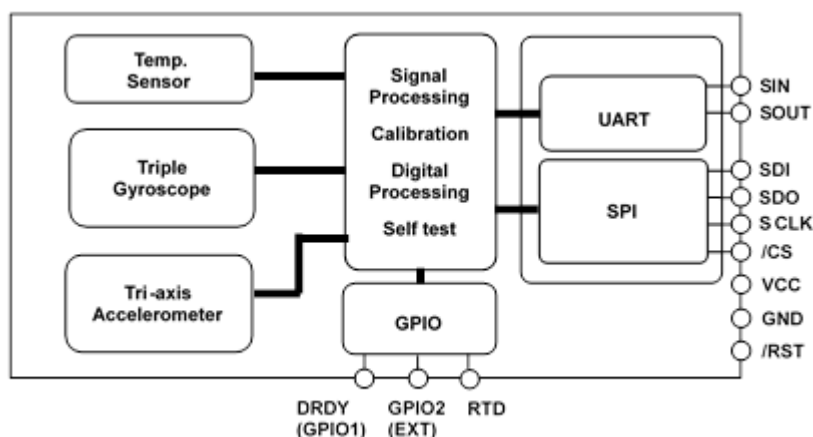 Temp.
Sensor
Triple
Gyroscope
Tri-axis
Accelerometer
Signal
Processing
Calibration
Digital
Processing
Self test
GPIO
UART
SPI
SIN
SOUT
SDI
SDO
S CLK
/CS
VCC
GND
/RST
DRDY
(GPIO1)
GPIO2
(EXT)
RTD